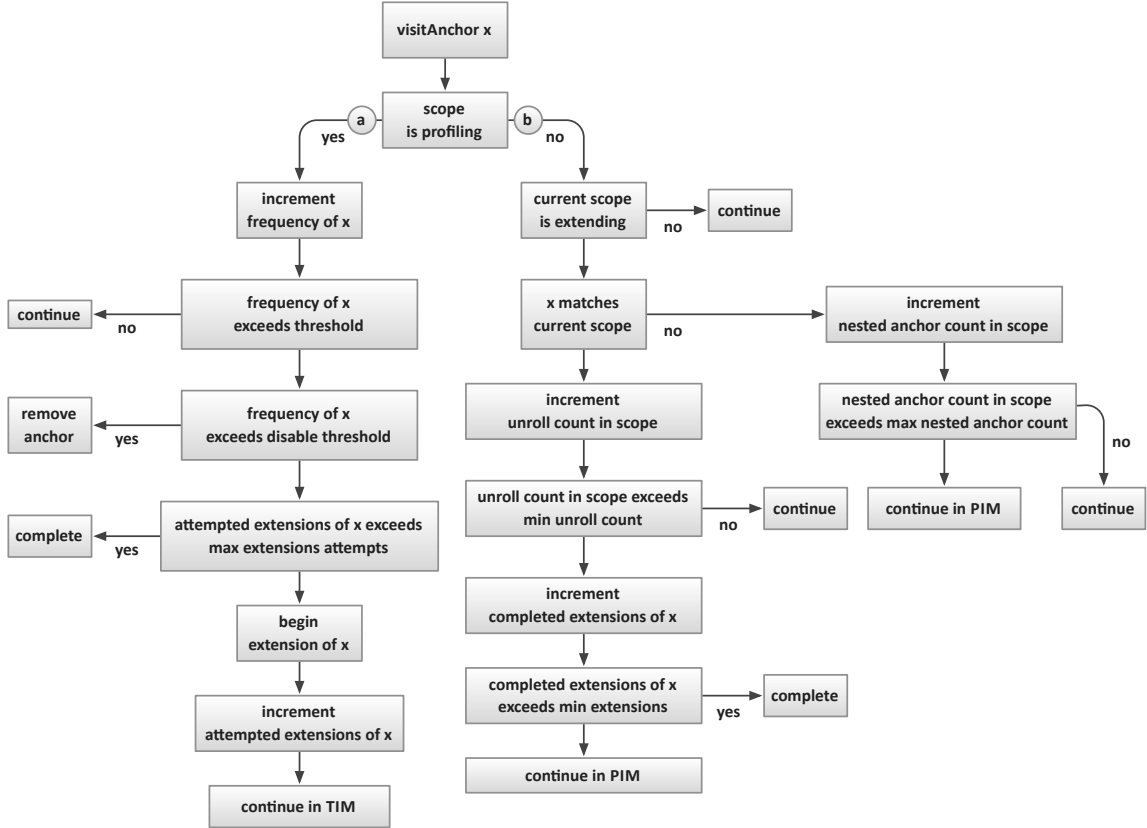 visitAnchor x
scope
is profiling
a
yes
b
no
increment
frequency of x
current scope
is extending
no
continue
frequency of x
exceeds threshold
no
continue
x matches
current scope
no
increment
nested anchor count in scope
frequency of x
exceeds disable threshold
yes
remove
anchor
increment
unroll count in scope
nested anchor count in scope
exceeds max nested anchor count
no
continue in PIM
continue
attempted extensions of x exceeds
max extensions attempts
yes
complete
unroll count in scope exceeds
min unroll count
no
continue
begin
extension of x
increment
completed extensions of x
increment
attempted extensions of x
completed extensions of x
exceeds min extensions
yes
complete
continue in TIM
continue in PIM